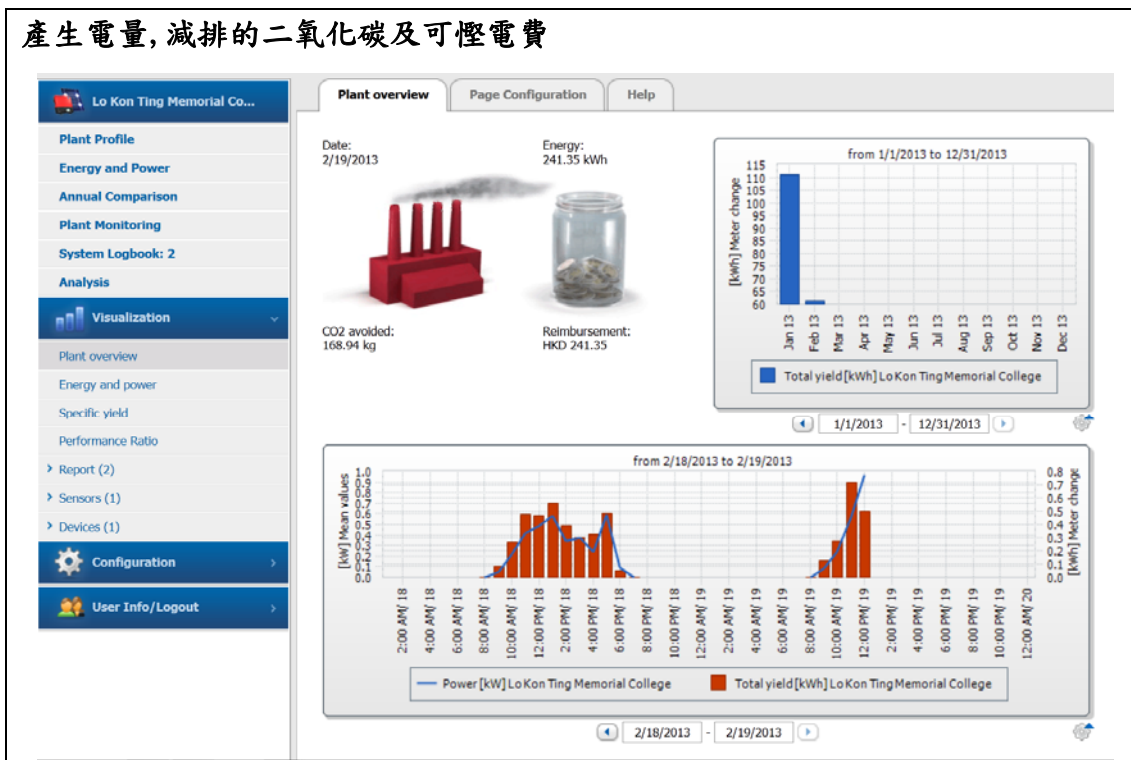 產生電量,減排的二氧化碳及可慳電費
Lo Kon Ting Memorial Co...
Plant Profile
Energy and Power
Annual Comparison
Plant Monitoring
System Logbook: 2
Analysis
Visualization
Plant overview
Energy and power
Specific yield
Performance Ratio
Report (2)
Sensors (1)
Devices (1)
Configuration
User Info/Logout
Plant overview Page Configuration Help
Date:
2/19/2013
Energy:
241.35 kWh
CO2 avoided:
168.94 kg
Reimbursement:
HKD 241.35
from 1/1/2013 to 12/31/2013
[kWh] Meter change
115
110
105
100
95
90
85
80
75
70
65
60
Jan 13 Feb 13 Mar 13 Apr 13 May 13 Jun 13 Jul 13 Aug 13 Sep 13 Oct 13 Nov 13 Dec 13
Total yield[kWh] Lo Kon Ting Memorial College
1/1/2013 - 12/31/2013
from 2/18/2013 to 2/19/2013
[kW] Mean values
1.0
0.9
0.8
0.7
0.6
0.5
0.4
0.3
0.2
0.1
0.0
0.8
0.7
0.6
0.5
0.4
0.3
0.2
0.1
0.0
[kWh] Meter change
2:00 AM/ 18 4:00 AM/ 18 6:00 AM/ 18 8:00 AM/ 18 10:00 AM/ 18 12:00 PM/ 18 2:00 PM/ 18 4:00 PM/ 18 6:00 PM/ 18 8:00 PM/ 18 10:00 PM/ 18 12:00 AM/ 19 2:00 AM/ 19 4:00 AM/ 19 6:00 AM/ 19 8:00 AM/ 19 10:00 AM/ 19 12:00 PM/ 19 2:00 PM/ 19 4:00 PM/ 19 6:00 PM/ 19 8:00 PM/ 19 10:00 PM/ 19 12:00 AM/ 20
Power[kW] Lo Kon Ting Memorial College Total yield[kWh] Lo Kon Ting Memorial College
2/18/2013 - 2/19/2013